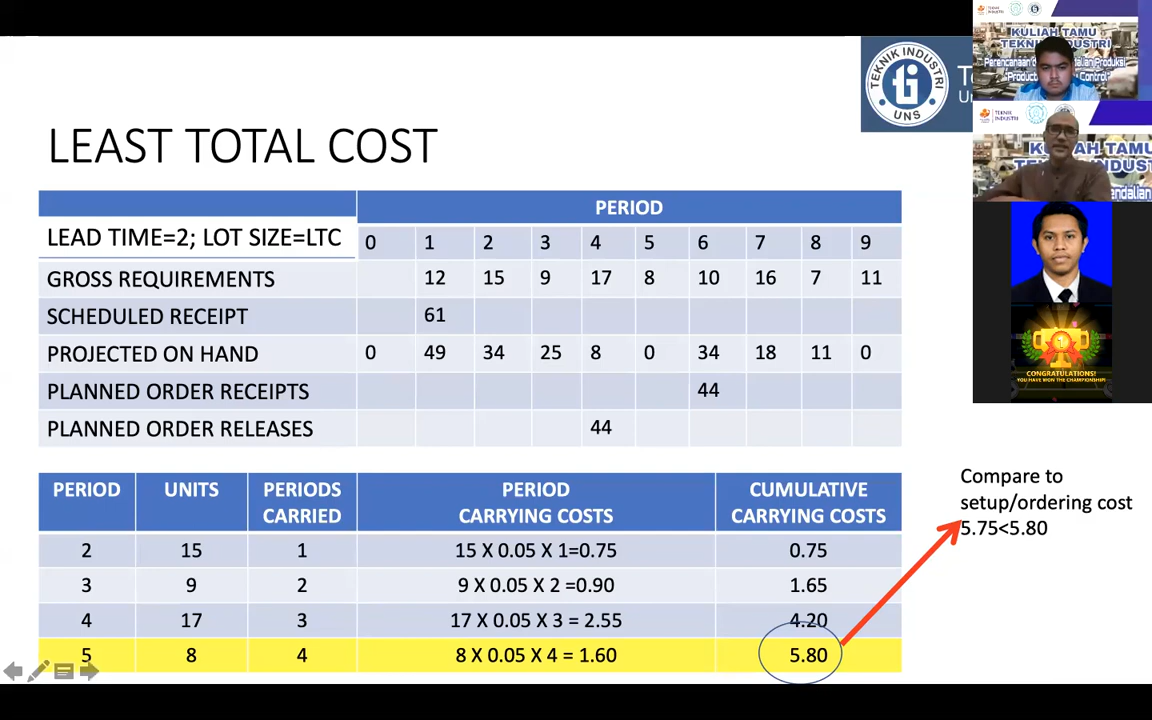 LEAST TOTAL COST
TEKNIK INDUSTRI
UNS
PERIOD
LEAD TIME=2; LOT SIZE=LTC 0 1 2 3 4 5 6 7 8 9
GROSS REQUIREMENTS 12 15 9 17 8 10 16 7 11
SCHEDULED RECEIPT 61
PROJECTED ON HAND 0 49 34 25 8 0 34 18 11 0
PLANNED ORDER RECEIPTS 44
PLANNED ORDER RELEASES 44
PERIOD UNITS PERIODS CARRIED PERIOD CARRYING COSTS CUMULATIVE CARRYING COSTS
2 15 1 15 X 0.05 X 1=0.75 0.75
3 9 2 9 X 0.05 X 2 =0.90 1.65
4 17 3 17 X 0.05 X 3 = 2.55 4.20
5 8 4 8 X 0.05 X 4 = 1.60 5.80
Compare to
setup/ordering cost
5.75<5.80
KULIAH TAMU
TEKNIK INDUSTRI
CONGRATULATIONS!
YOU HAVE WON THE CHAMPIONSHIP!